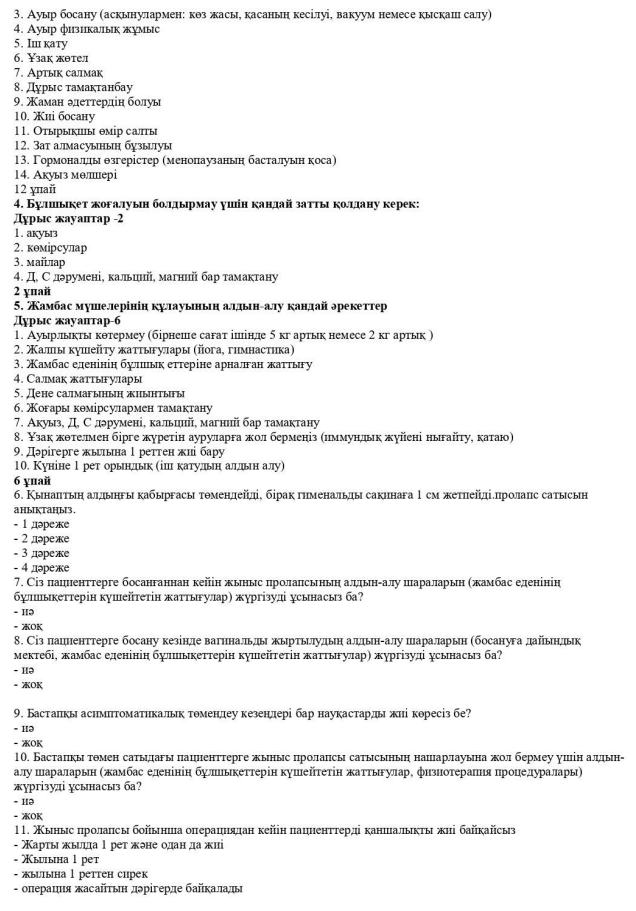 3. Ауыр босану (асқынулармен: көз жасы, қасаның кесілуі, вакуум немесе қысқаш салу)
4. Ауыр физикалық жұмыс
5. Іш қату
6. Ұзақ жөтел
7. Артық салмақ
8. Дұрыс тамақтанбау
9. Жаман әдеттердің болуы
10. Жиі босану
11. Отырықшы өмір салты
12. Зат алмасуының бұзылуы
13. Гормоналды өзгерістер (менопаузаның басталуын қоса)
14. Ақуыз мөлшері
12 ұпай
4. Бұлшықет жоғалуын болдырмау үшін қандай затты қолдану керек:
Дұрыс жауаптар -2
1. ақуыз
2. көмірсулар
3. майлар
4. Д, С дәрумені, кальций, магний бар тамақтану
2 ұпай
5. Жамбас мүшелерінің құлауының алдын-алу қандай әрекеттер
Дұрыс жауаптар-6
1. Ауырлықты көтермеу (бірнеше сағат ішінде 5 кг артық немесе 2 кг артық )
2. Жалпы күшейту жаттығулары (йога, гимнастика)
3. Жамбас еденінің бұлшық еттеріне арналған жаттығу
4. Салмақ жаттығулары
5. Дене салмағының жиынтығы
6. Жоғары көмірсулармен тамақтану
7. Ақуыз, Д, С дәрумені, кальций, магний бар тамақтану
8. Ұзақ жөтелмен бірге жүретін ауруларға жол бермеңіз (иммундық жүйені нығайту, қатаю)
9. Дәрігерге жылына 1 реттен жиі бару
10. Күніне 1 рет орындық (іш қатудың алдын алу)
6 ұпай
6. Қынаптың алдыңғы қабырғасы төмендейді, бірақ гименальды сақинаға 1 см жетпейді.пролапс сатысын
анықтаңыз.
- 1 дәреже
- 2 дәреже
- 3 дәреже
- 4 дәреже
7. Сіз пациенттерге босанғаннан кейін жыныс пролапсының алдын-алу шараларын (жамбас еденінің
бұлшықеттерін күшейтетін жаттығулар) жүргізуді ұсынасыз ба?
- иә
- жоқ
8. Сіз пациенттерге босану кезінде вагинальды жыртылудың алдын-алу шараларын (босануға дайындық
мектебі, жамбас еденінің бұлшықеттерін күшейтетін жаттығулар) жүргізуді ұсынасыз ба?
- иә
- жоқ
9. Бастапқы асимптоматикалық төмендеу кезеңдері бар науқастарды жиі көресіз бе?
- иә
- жоқ
10. Бастапқы төмен сатыдағы пациенттерге жыныс пролапсы сатысының нашарлауына жол бермеу үшін алдын-
алу шараларын (жамбас еденінің бұлшықеттерін күшейтетін жаттығулар, физиотерапия процедуралары)
жүргізуді ұсынасыз ба?
- иә
- жоқ
11. Жыныс пролапсы бойынша операциядан кейін пациенттерді қаншалықты жиі байқайсыз
- Жарты жылда 1 рет және одан да жиі
- Жылына 1 рет
- жылына 1 реттен сирек
- операция жасайтын дәрігерде байқалады